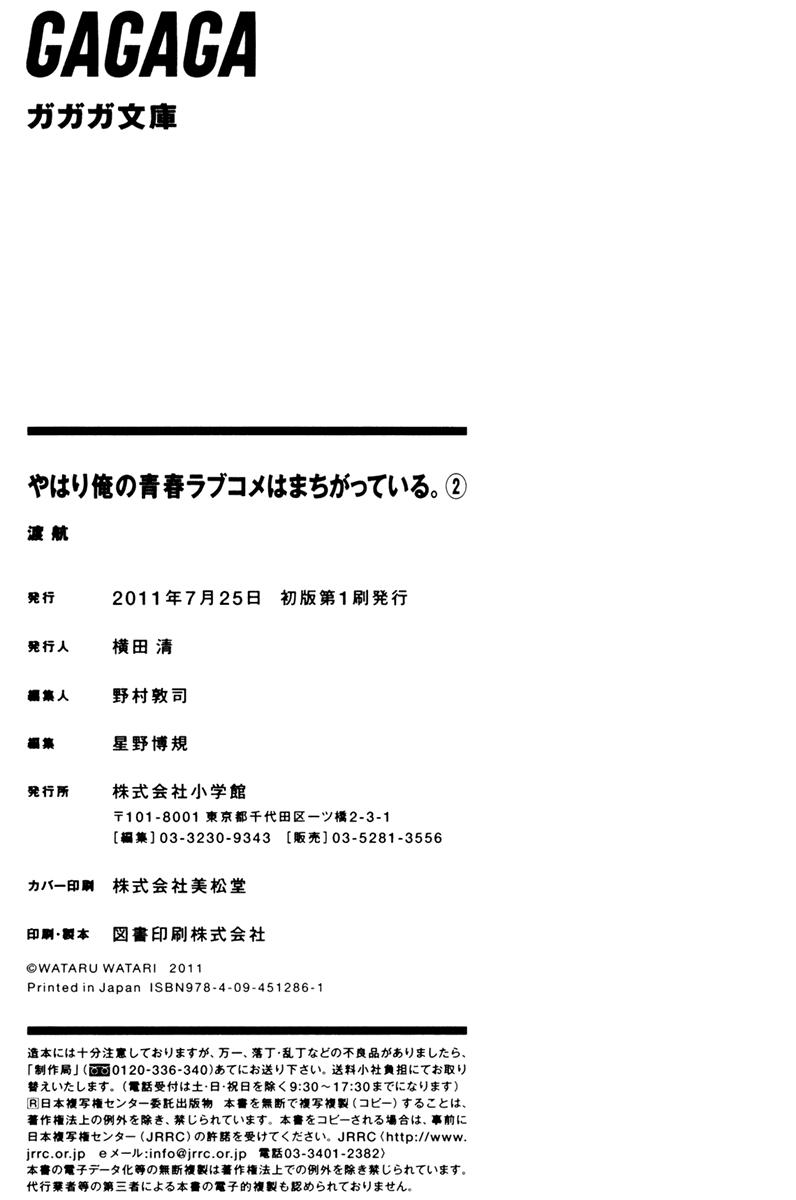 GAGAGA
ガガガ文庫
やはり俺の青春ラブコメはまちがっている。②
渡 航
発行 2011年7月25日 初版第1刷発行
発行人 横田 清
編集人 野村敦司
編集 星野博規
発行所 株式会社小学館
〒101-8001 東京都千代田区一ツ橋2-3-1
[編集]03-3230-9343 [販売]03-5281-3556
カバー印刷 株式会社美松堂
印刷・製本 図書印刷株式会社
©WATARU WATARI 2011
Printed in Japan ISBN978-4-09-451286-1
造本には十分注意しておりますが、万一、落丁・乱丁などの不良品がありましたら、
「制作局」(0120-336-340)あてにお送り下さい。送料小社負担にてお取り
替えいたします。(電話受付は土・日・祝日を除く9:30〜17:30までになります)
Ⓡ日本複写権センター委託出版物 本書を無断で複写複製(コピー)することは、
著作権法上の例外を除き、禁じられています。本書をコピーされる場合は、事前に
日本複写権センター(JRRC)の許諾を受けてください。JRRC〈http://www.
jrrc.or.jp eメール:info@jrrc.or.jp 電話03-3401-2382〉
本書の電子データ化等の無断複製は著作権法上での例外を除き禁じられています。
代行業者等の第三者による本書の電子的複製も認められておりません。